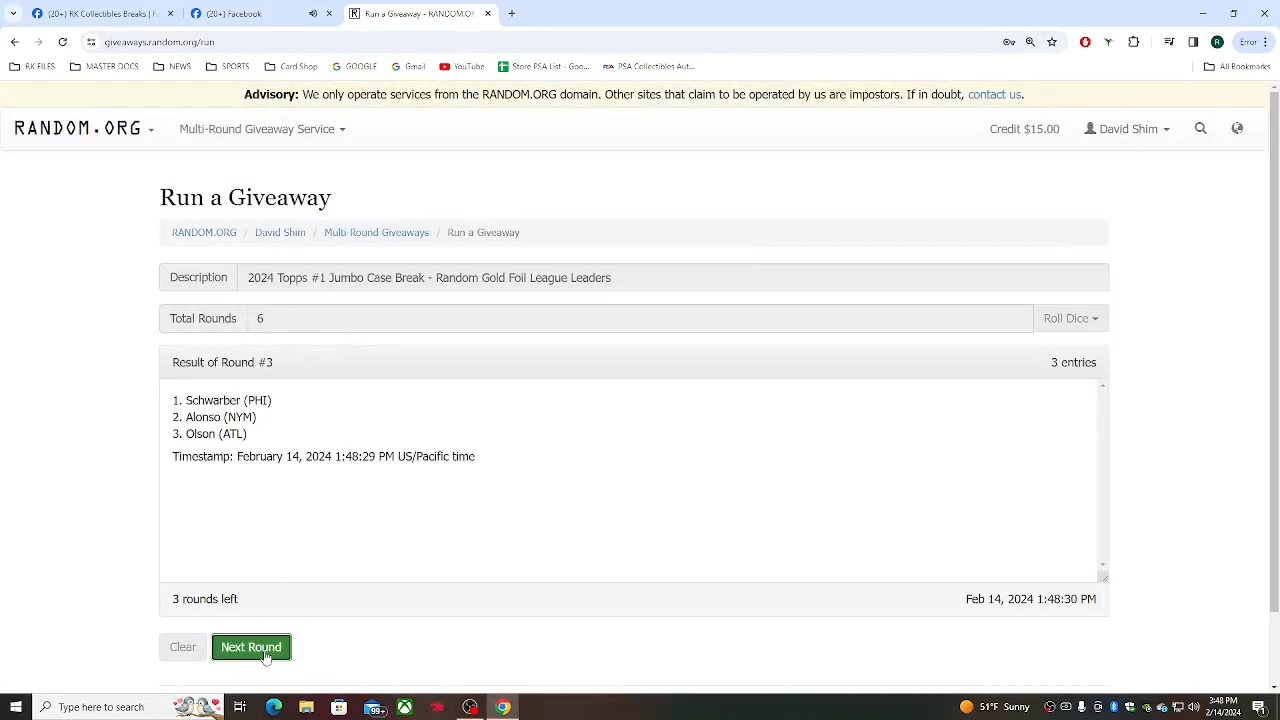 (20+) RK Collectibles Breaks | F
(20+) Facebook
Run a Giveaway - RANDOM.OR
giveaways.random.org/run
Error
RK FILES
MASTER DOCS
NEWS
SPORTS
Card Shop
GOOGLE
Gmail
YouTube
Store PSA List - Goo...
PSA Collectibles Aut...
All Bookmarks
Advisory: We only operate services from the RANDOM.ORG domain. Other sites that claim to be operated by us are impostors. If in doubt, contact us.
RANDOM.ORG
Multi-Round Giveaway Service
Credit $15.00
David Shim
Run a Giveaway
RANDOM.ORG / David Shim / Multi-Round Giveaways / Run a Giveaway
Description 2024 Topps #1 Jumbo Case Break - Random Gold Foil League Leaders
Total Rounds 6 Roll Dice
Result of Round #3 3 entries
1. Schwarber (PHI)
2. Alonso (NYM)
3. Olson (ATL)
Timestamp: February 14, 2024 1:48:29 PM US/Pacific time
3 rounds left Feb 14, 2024 1:48:30 PM
Clear Next Round
Type here to search
99+
51°F Sunny
3:48 PM
2/14/2024